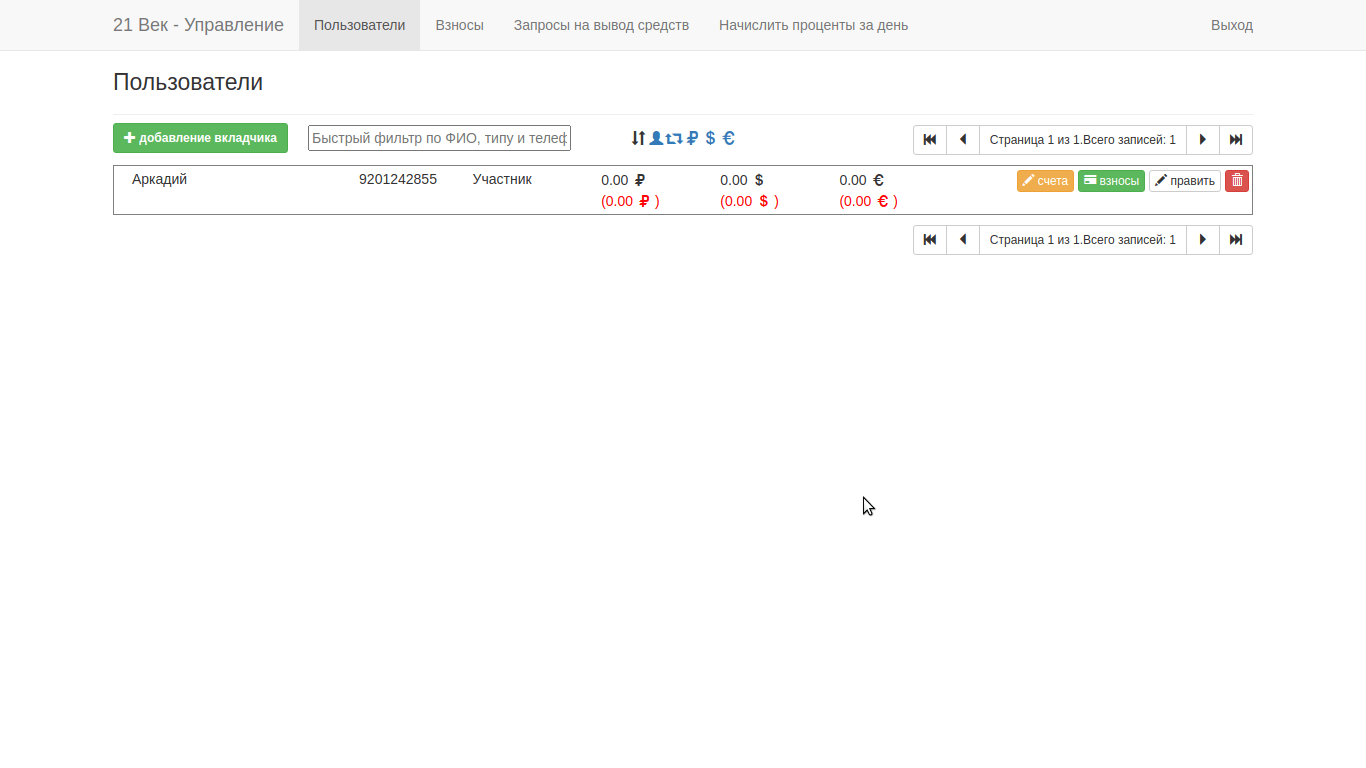 21 Век - Управление Пользователи Взносы Запросы на вывод средств Начислить проценты за день Выход
Пользователи
добавление вкладчика Быстрый фильтр по ФИО, типу и телеф ₽ $ € Страница 1 из 1.Всего записей: 1
Аркадий 9201242855 Участник 0.00 ₽ 0.00 $ 0.00 € счета взносы править
(0.00 ₽ ) (0.00 $ ) (0.00 € )
Страница 1 из 1.Всего записей: 1